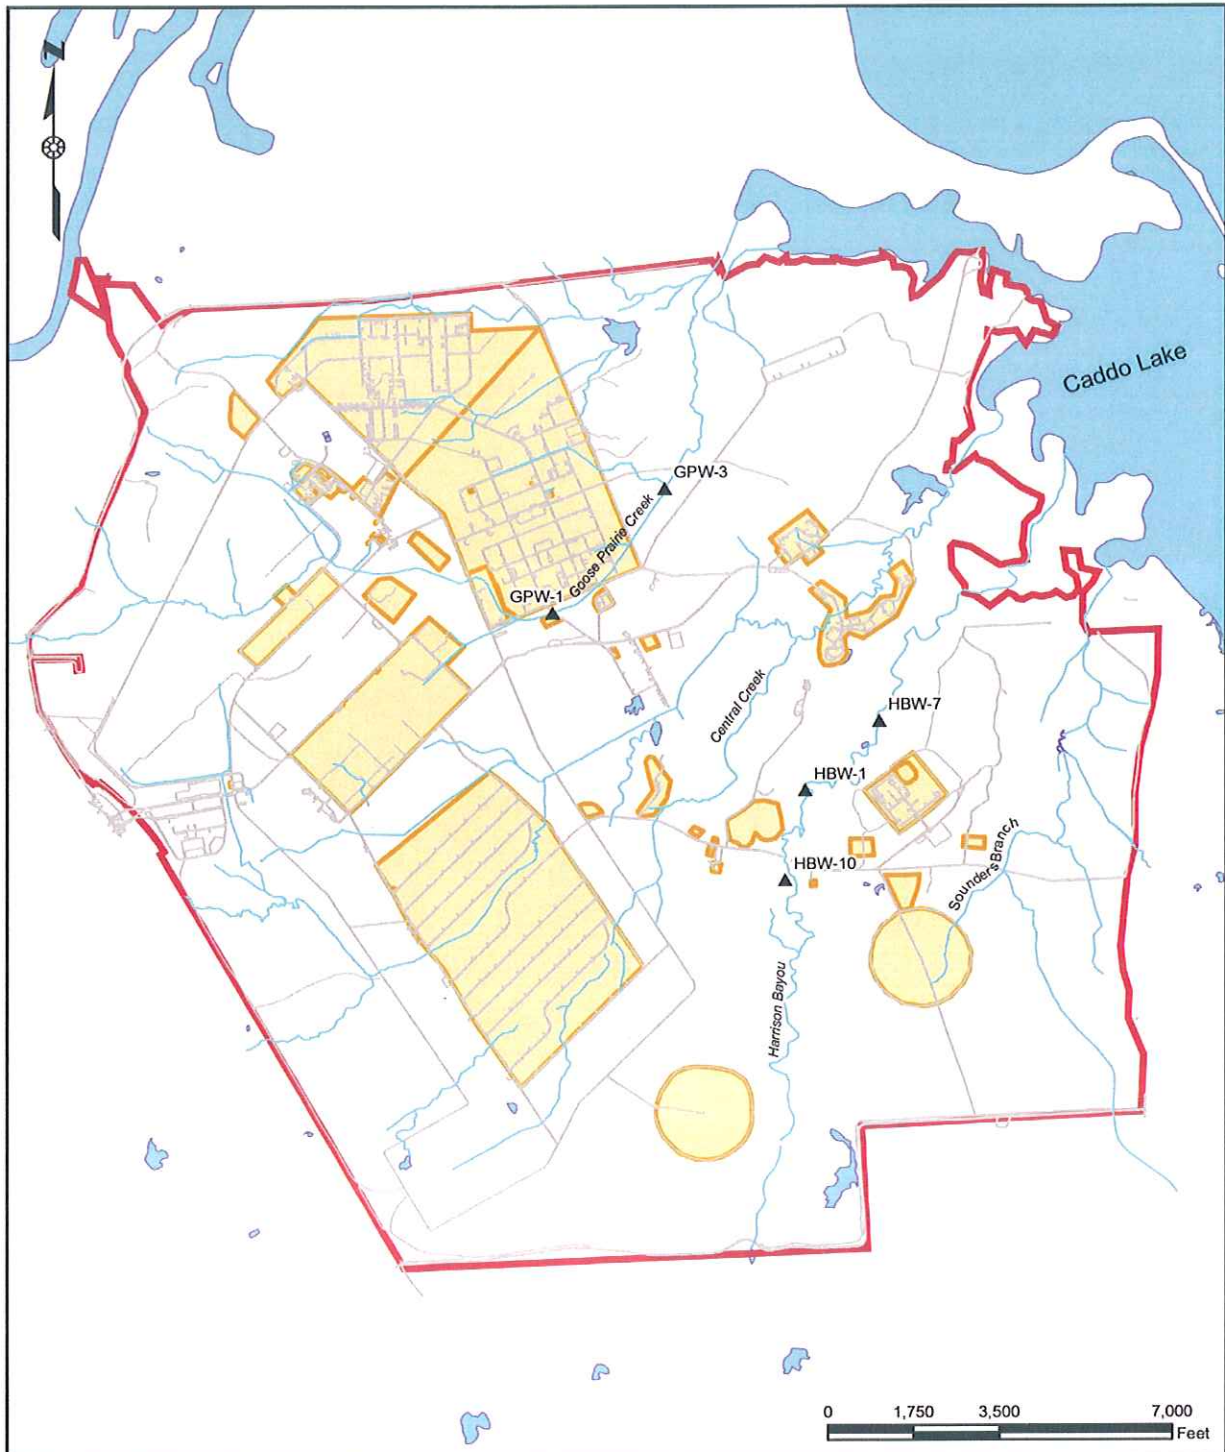 N
Caddo Lake
GPW-3
Goose Prairie Creek
GPW-1
Central Creek
HBW-7
HBW-1
HBW-10
Sounders Branch
Harrison Bayou
0 1,750 3,500 7,000
Feet